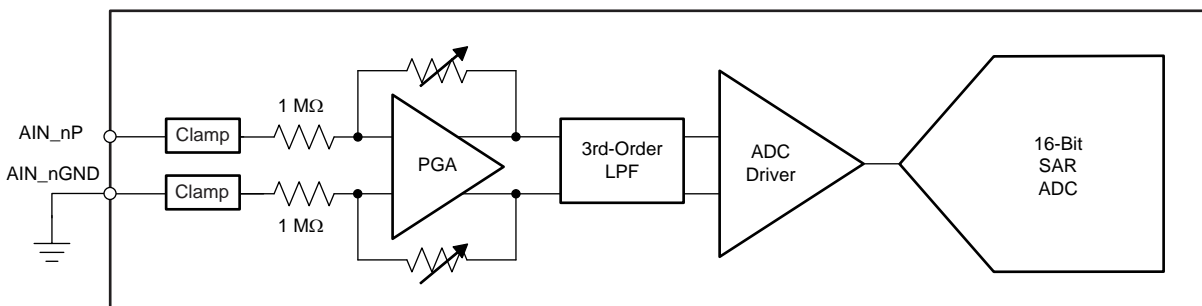 1 MΩ
AIN_nP
Clamp
AIN_nGND
Clamp
1 MΩ
PGA
3rd-Order
LPF
ADC
Driver
16-Bit
SAR
ADC